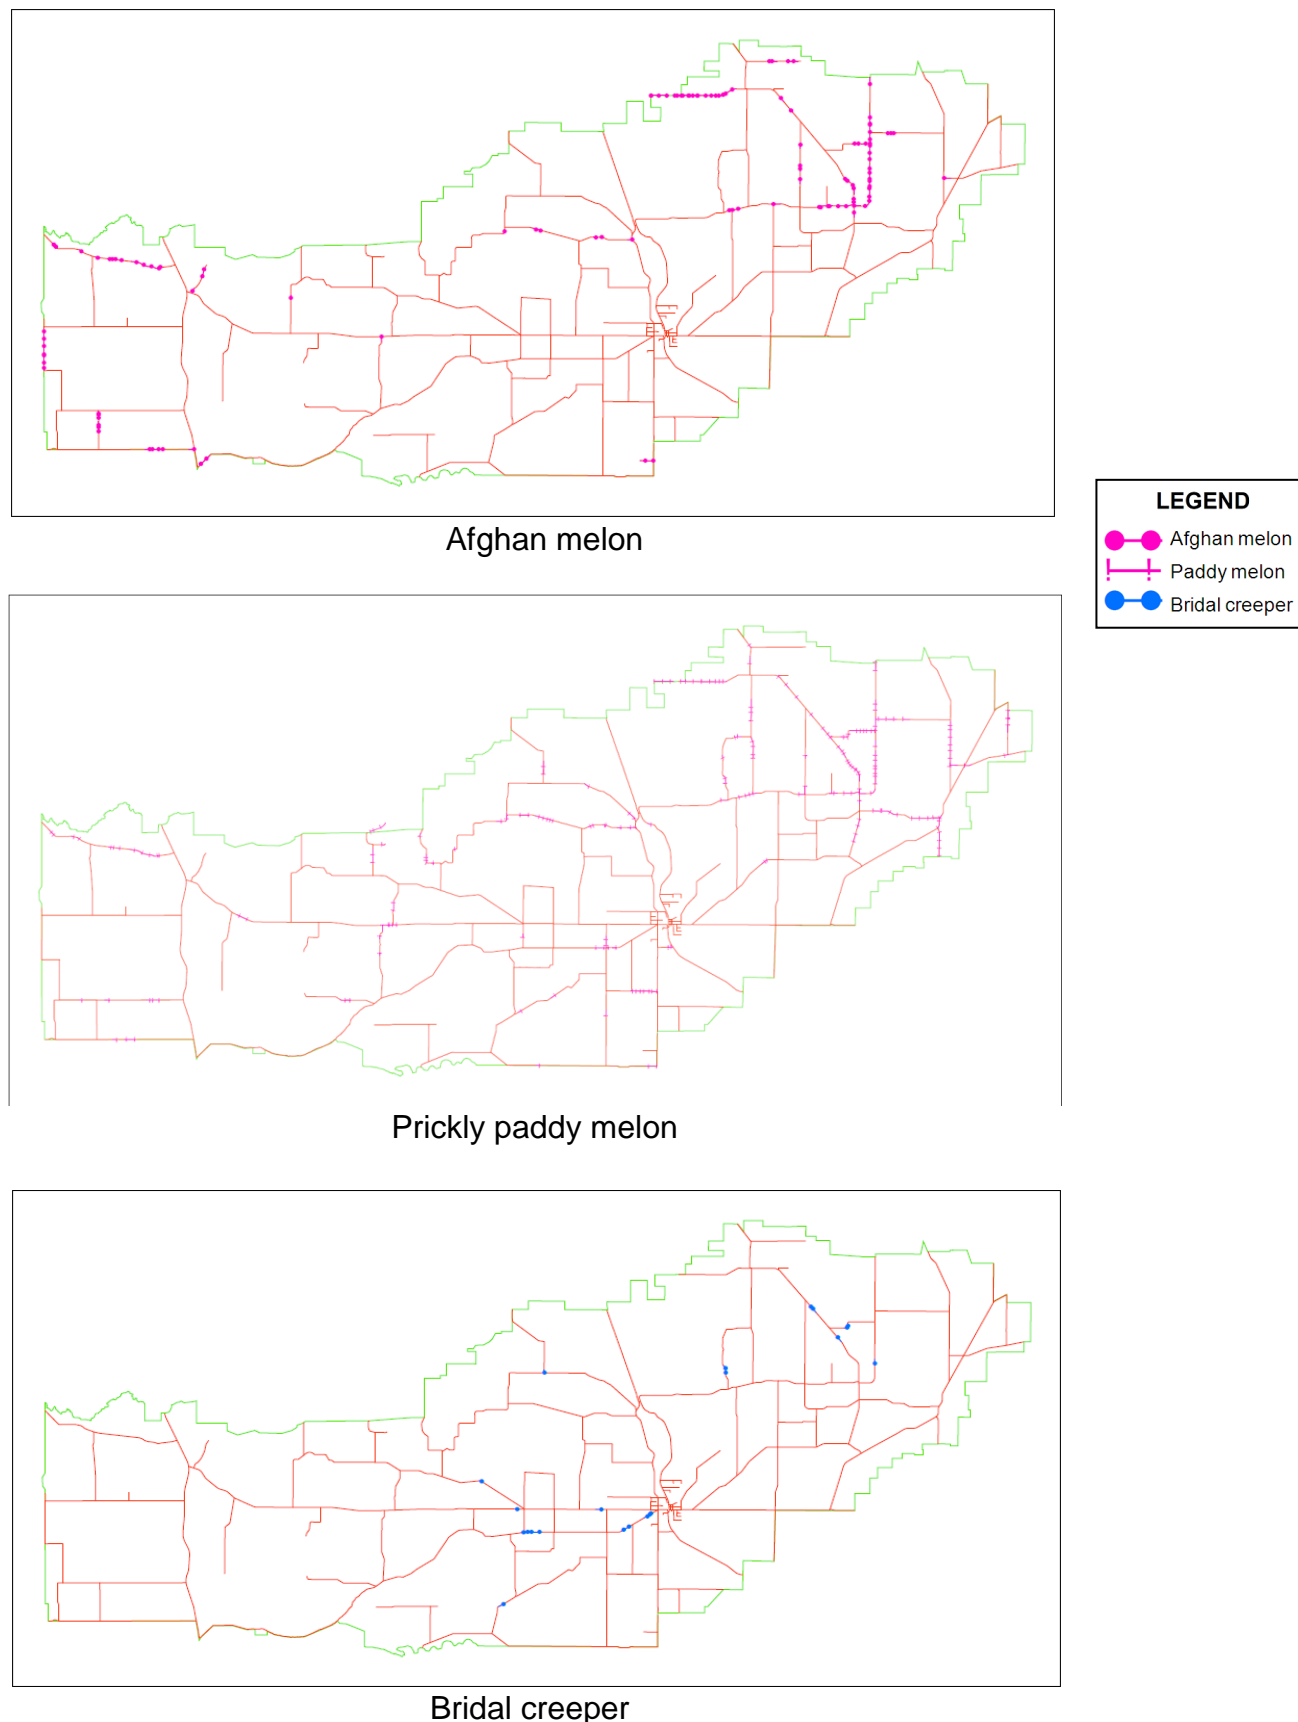 Afghan melon
LEGEND
Afghan melon
Paddy melon
Bridal creeper
Prickly paddy melon
Bridal creeper